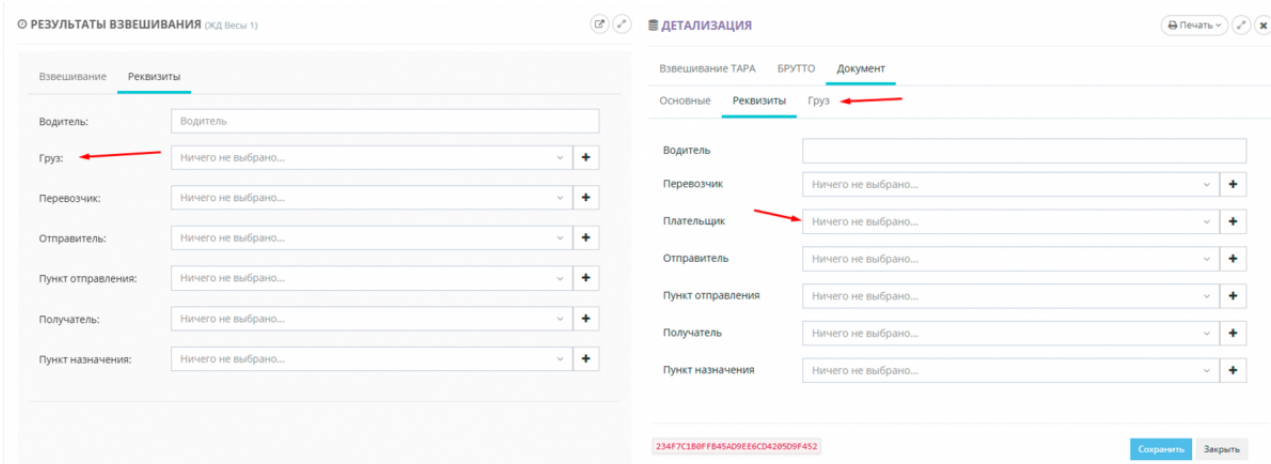 РЕЗУЛЬТАТЫ ВЗВЕШИВАНИЯ (ЖД Весы 1)
Взвешивание Реквизиты
Водитель: Водитель
Груз: Ничего не выбрано...
Перевозчик: Ничего не выбрано...
Отправитель: Ничего не выбрано...
Пункт отправления: Ничего не выбрано...
Получатель: Ничего не выбрано...
Пункт назначения: Ничего не выбрано...
ДЕТАЛИЗАЦИЯ Печать
Взвешивание ТАРА БРУТТО Документ
Основные Реквизиты Груз
Водитель
Перевозчик Ничего не выбрано...
Плательщик Ничего не выбрано...
Отправитель Ничего не выбрано...
Пункт отправления Ничего не выбрано...
Получатель Ничего не выбрано...
Пункт назначения Ничего не выбрано...
234F7C1B0FFB45AD9EE6CD4205D9F452 Сохранить Закрыть